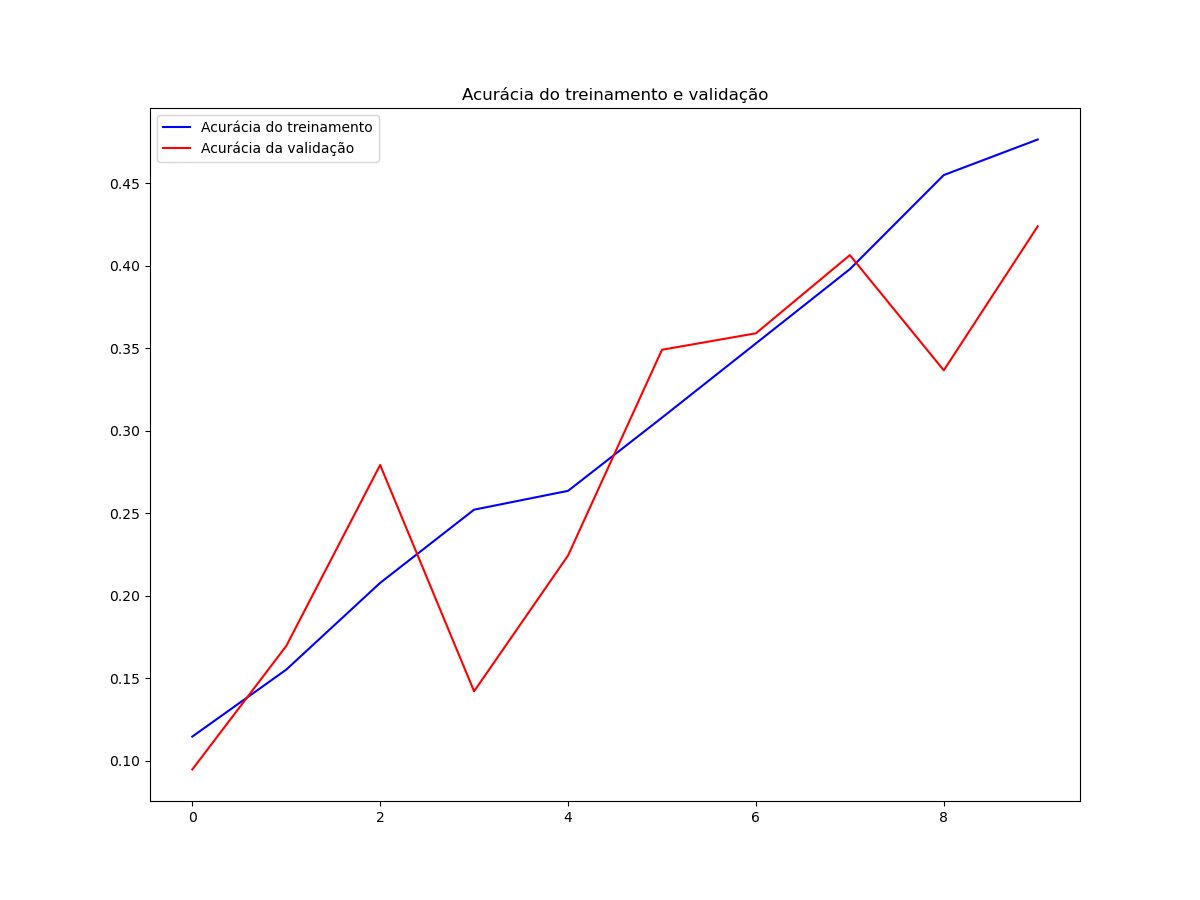 Acurácia do treinamento e validação
Acurácia do treinamento
Acurácia da validação
0.45
0.40
0.35
0.30
0.25
0.20
0.15
0.10
0 2 4 6 8